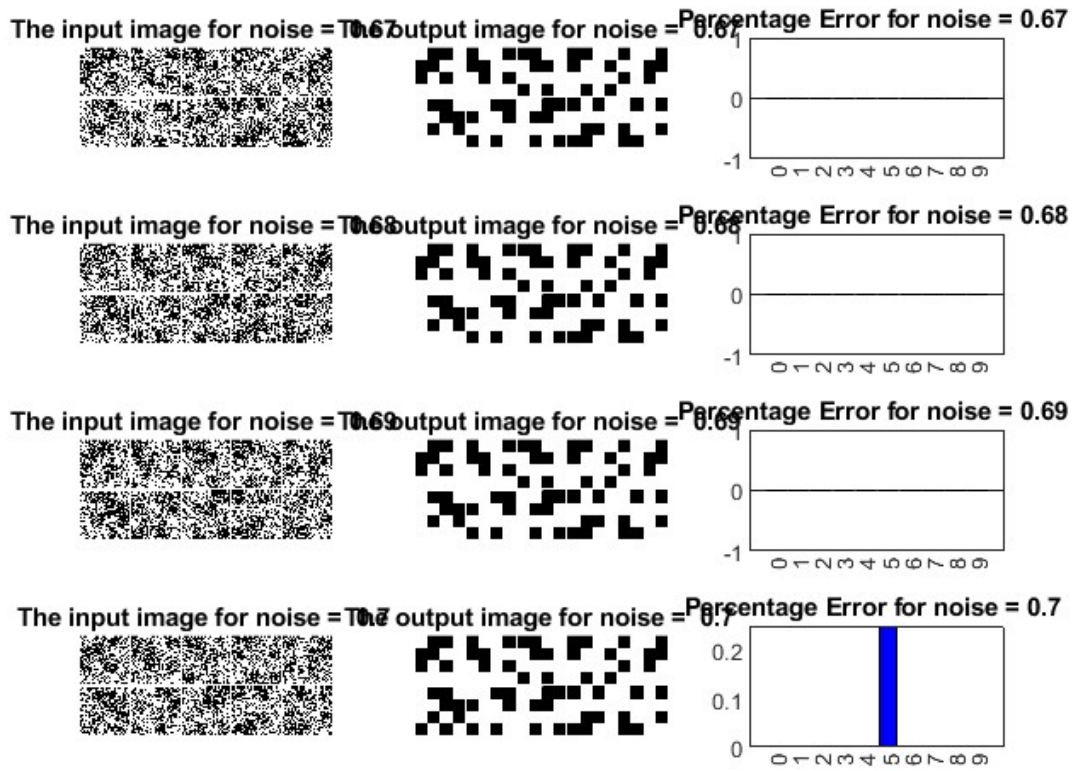 The input image for noise = 0.67
The output image for noise = 0.67
Percentage Error for noise = 0.67
1
0
-1
0 1 2 3 4 5 6 7 8 9
The input image for noise = 0.68
The output image for noise = 0.68
Percentage Error for noise = 0.68
1
0
-1
0 1 2 3 4 5 6 7 8 9
The input image for noise = 0.69
The output image for noise = 0.69
Percentage Error for noise = 0.69
1
0
-1
0 1 2 3 4 5 6 7 8 9
The input image for noise = 0.7
The output image for noise = 0.7
Percentage Error for noise = 0.7
0.2
0.1
0
0 1 2 3 4 5 6 7 8 9